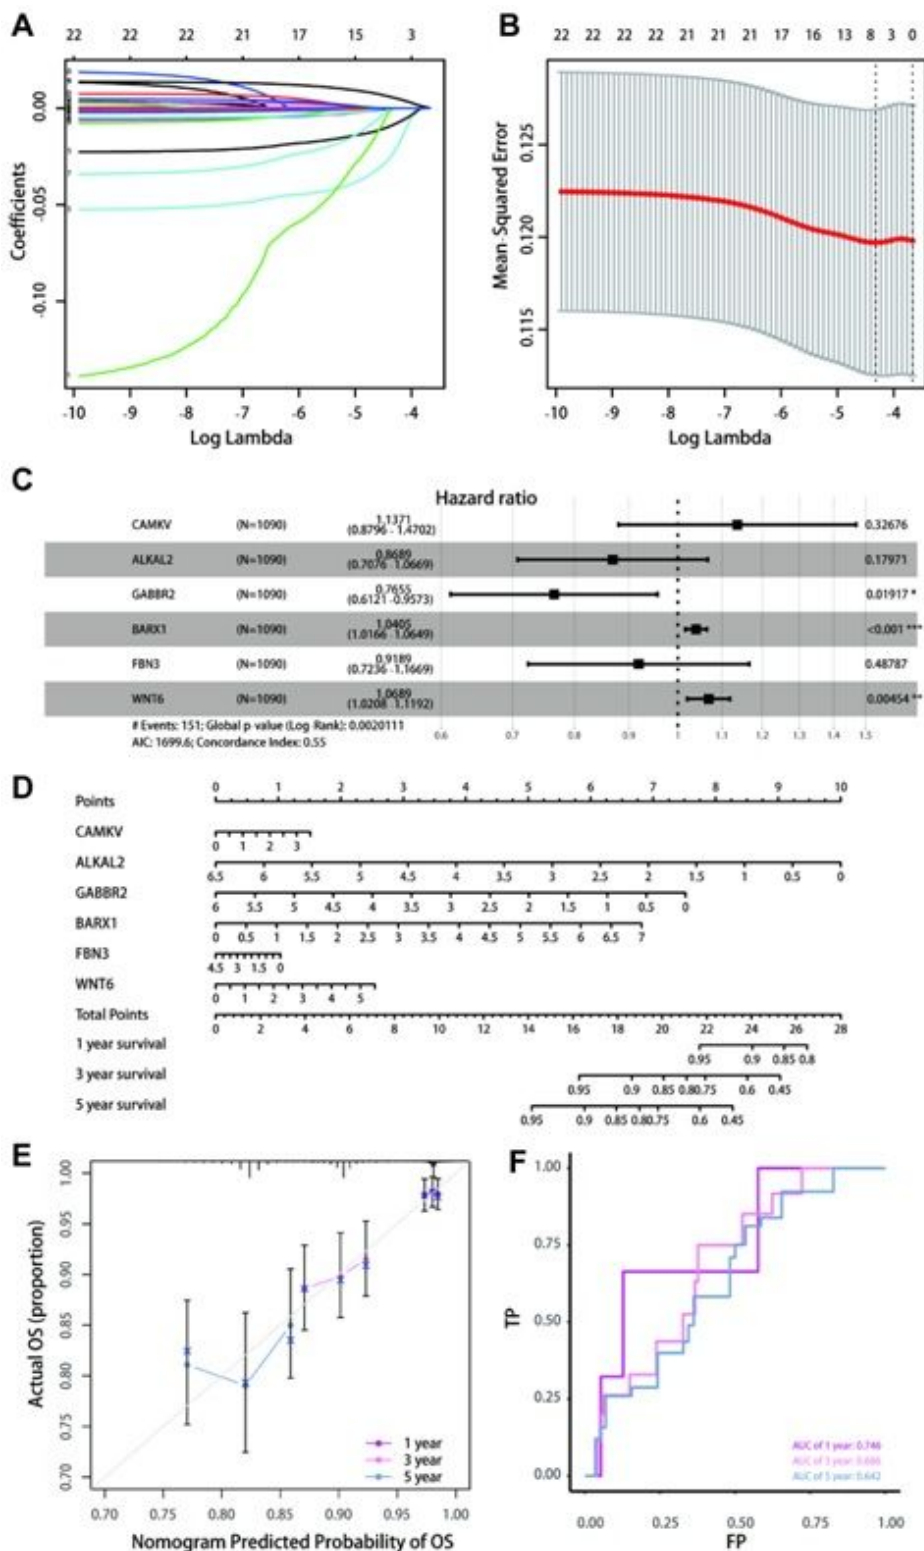 A
22 22 22 21 17 15 3
Coefficients
0.00
-0.05
-0.10
-10 -9 -8 -7 -6 -5 -4
Log Lambda
B
22 22 22 22 21 21 21 17 16 13 8 3 0
Mean-Squared Error
0.125
0.120
0.115
-10 -9 -8 -7 -6 -5 -4
Log Lambda
C
Hazard ratio
CAMKV (N=1090) 1.1371 (0.8796 - 1.4702) 0.32676
ALKAL2 (N=1090) 0.8689 (0.7076 - 1.0669) 0.17971
GABBR2 (N=1090) 0.7655 (0.6121 - 0.9573) 0.01917 *
BARX1 (N=1090) 1.0405 (1.0166 - 1.0649) <0.001 ***
FBN3 (N=1090) 0.9189 (0.7236 - 1.1669) 0.48787
WNT6 (N=1090) 1.0689 (1.0208 - 1.1192) 0.00454 **
# Events: 151; Global p-value (Log-Rank): 0.0020111
AIC: 1699.6; Concordance Index: 0.55
0.6 0.7 0.8 0.9 1 1.1 1.2 1.3 1.4 1.5
D
Points 0 1 2 3 4 5 6 7 8 9 10
CAMKV
0 1 2 3
ALKAL2
6.5 6 5.5 5 4.5 4 3.5 3 2.5 2 1.5 1 0.5 0
GABBR2
6 5.5 5 4.5 4 3.5 3 2.5 2 1.5 1 0.5 0
BARX1
0 0.5 1 1.5 2 2.5 3 3.5 4 4.5 5 5.5 6 6.5 7
FBN3
4.5 3 1.5 0
WNT6
0 1 2 3 4 5
Total Points
0 2 4 6 8 10 12 14 16 18 20 22 24 26 28
1 year survival
0.95 0.9 0.85 0.8
3 year survival
0.95 0.9 0.85 0.80 0.75 0.6 0.45
5 year survival
0.95 0.9 0.85 0.80 0.75 0.6 0.45
E
Actual OS (proportion)
1.00
0.95
0.90
0.85
0.80
0.75
0.70
1 year
3 year
5 year
0.70 0.75 0.80 0.85 0.90 0.95 1.00
Nomogram Predicted Probability of OS
F
TP
1.00
0.75
0.50
0.25
0.00
AUC of 1 year: 0.746
AUC of 5 year: 0.642
0.00 0.25 0.50 0.75 1.00
FP